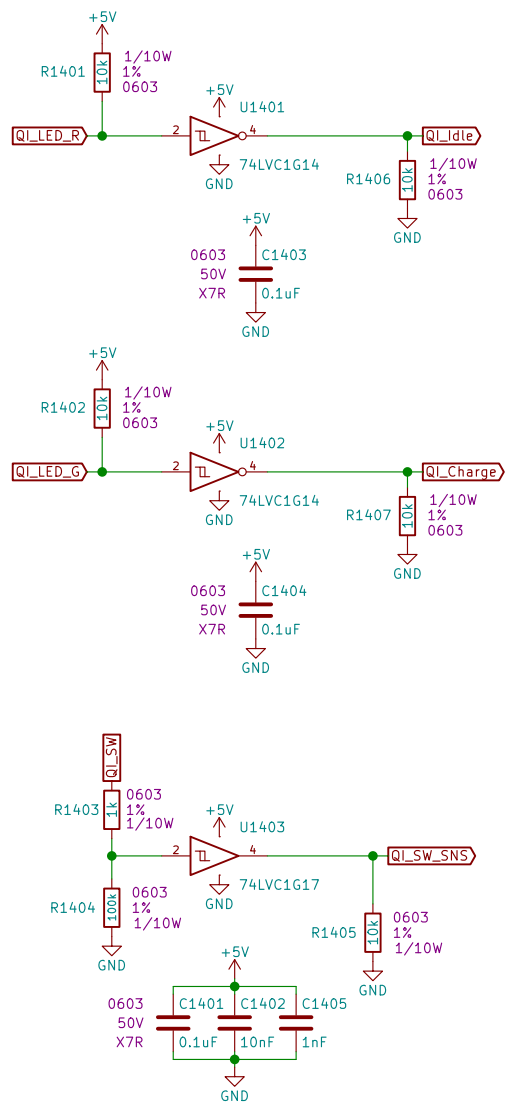 +5V
R1401
10k
1/10W
1%
0603
QI_LED_R
2
+5V
U1401
4
74LVC1G14
GND
QI_Idle
R1406
10k
1/10W
1%
0603
GND
+5V
0603
50V
X7R
C1403
0.1uF
GND
+5V
R1402
10k
1/10W
1%
0603
QI_LED_G
2
+5V
U1402
4
74LVC1G14
GND
QI_Charge
R1407
10k
1/10W
1%
0603
GND
+5V
0603
50V
X7R
C1404
0.1uF
GND
QI_SW
R1403
1k
0603
1%
1/10W
2
+5V
U1403
4
74LVC1G17
GND
QI_SW_SNS
R1404
100k
0603
1%
1/10W
GND
R1405
10k
0603
1%
1/10W
GND
+5V
0603
50V
X7R
C1401
0.1uF
C1402
10nF
C1405
1nF
GND